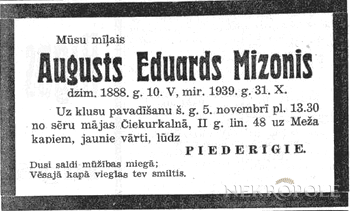 Mūsu mīļais
Augusts Eduards Mizonis
dzim. 1888. g. 10. V, mir. 1939. g. 31. X.
Uz klusu pavadīšanu š. g. 5. novembrī pl. 13.30
no sēru mājas Čiekurkalnā, II g. lin. 48 uz Meža
kapiem, jaunie vārti, lūdz
PIEDERĪGIE.
Dusi saldi mūžības miegā;
Vēsajā kapā vieglas tev smiltis.
NEKROPOLE